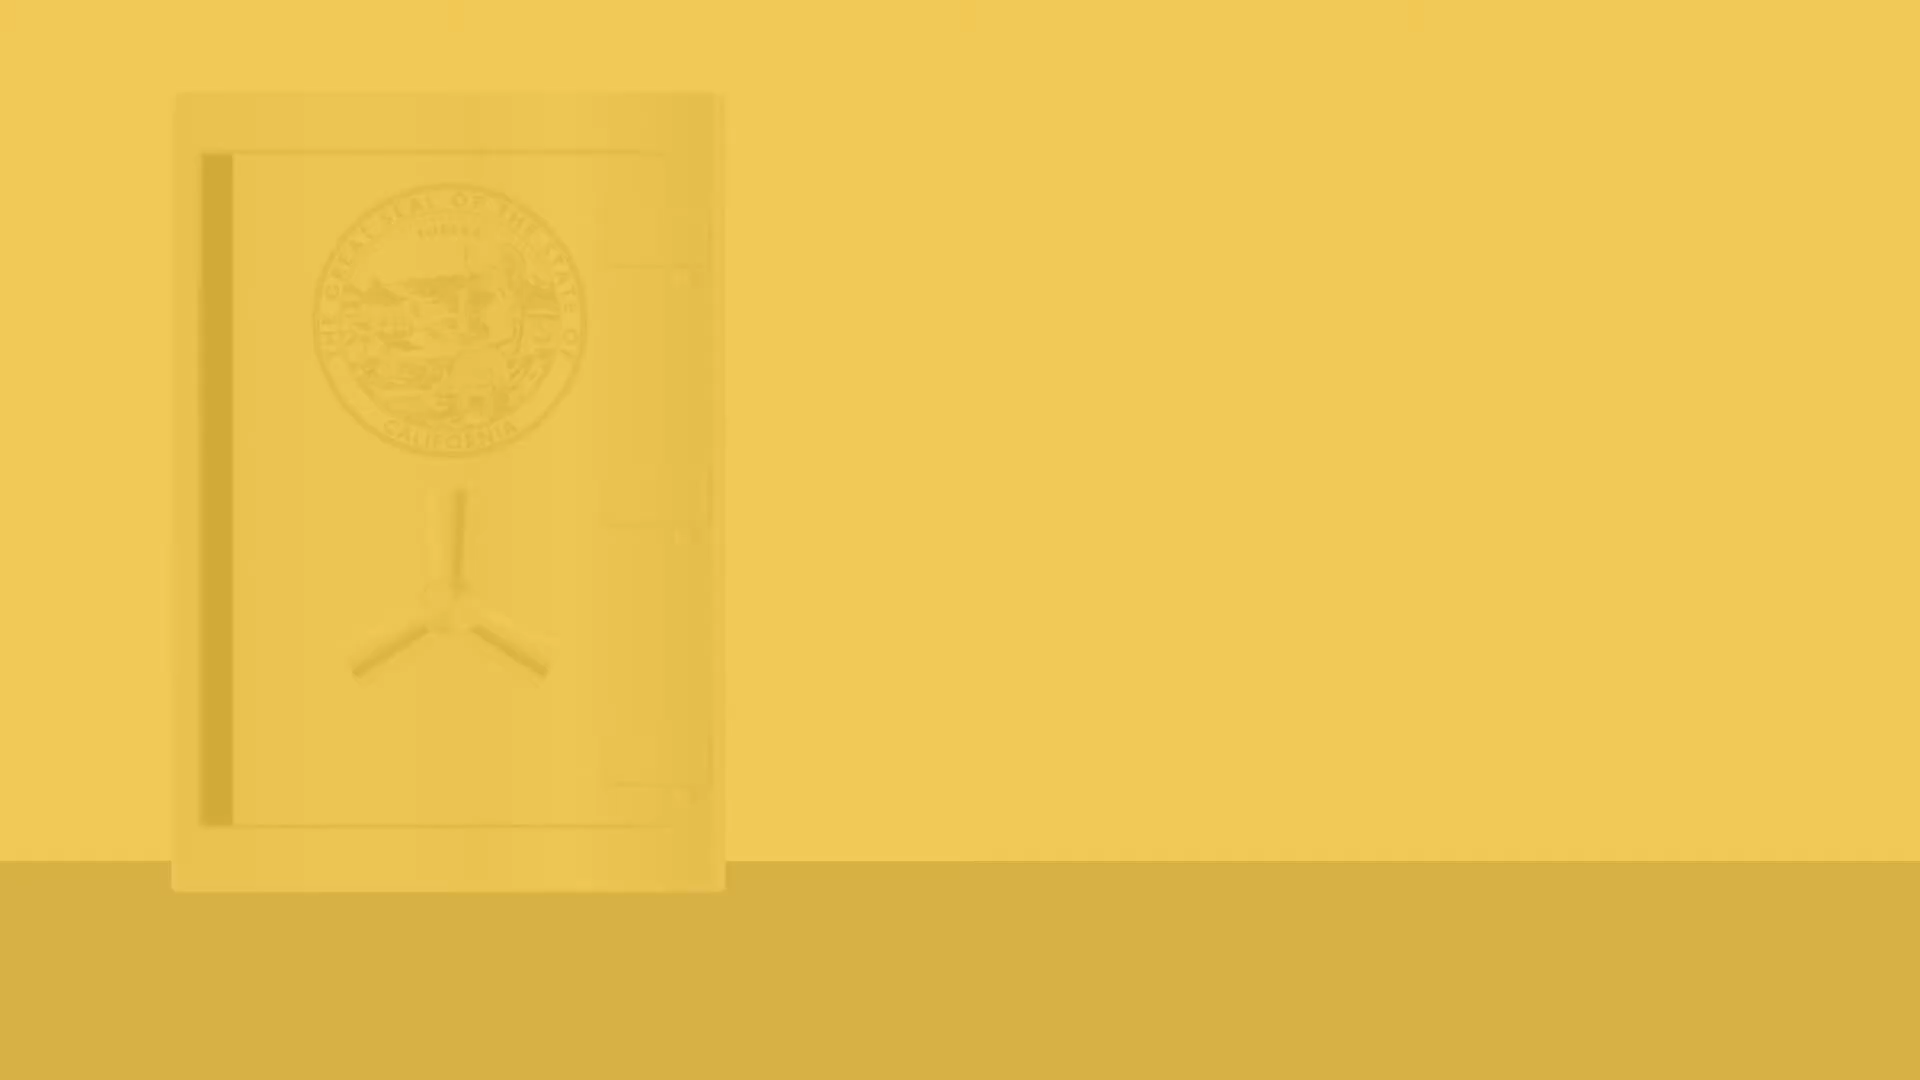 THE GREAT SEAL OF THE STATE OF
EUREKA
CALIFORNIA